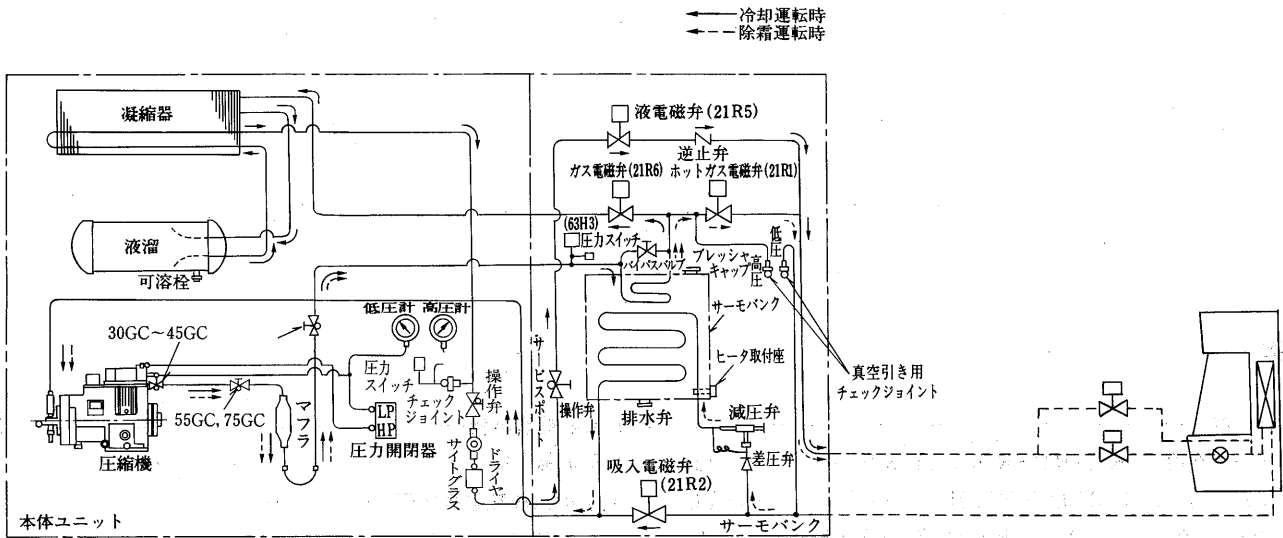 冷却運転時
除霜運転時
凝縮器
液電磁弁(21R5)
逆止弁
ガス電磁弁(21R6)
ホットガス電磁弁(21R1)
液溜
可溶栓
(63H3)
圧力スイッチ
バイパスバルブ
プレッシャ
キャップ
高圧
低圧
サーモバンク
30GC~45GC
低圧計
高圧計
圧力
スイッチ
チェック
ジョイント
操作弁
サービスポート
操作弁
ヒータ取付座
真空引き用
チェックジョイント
55GC, 75GC
マフラ
LP
HP
圧力開閉器
排水弁
減圧弁
圧縮機
サイトグラス
ドライヤ
吸入電磁弁
(21R2)
差圧弁
本体ユニット
サーモバンク